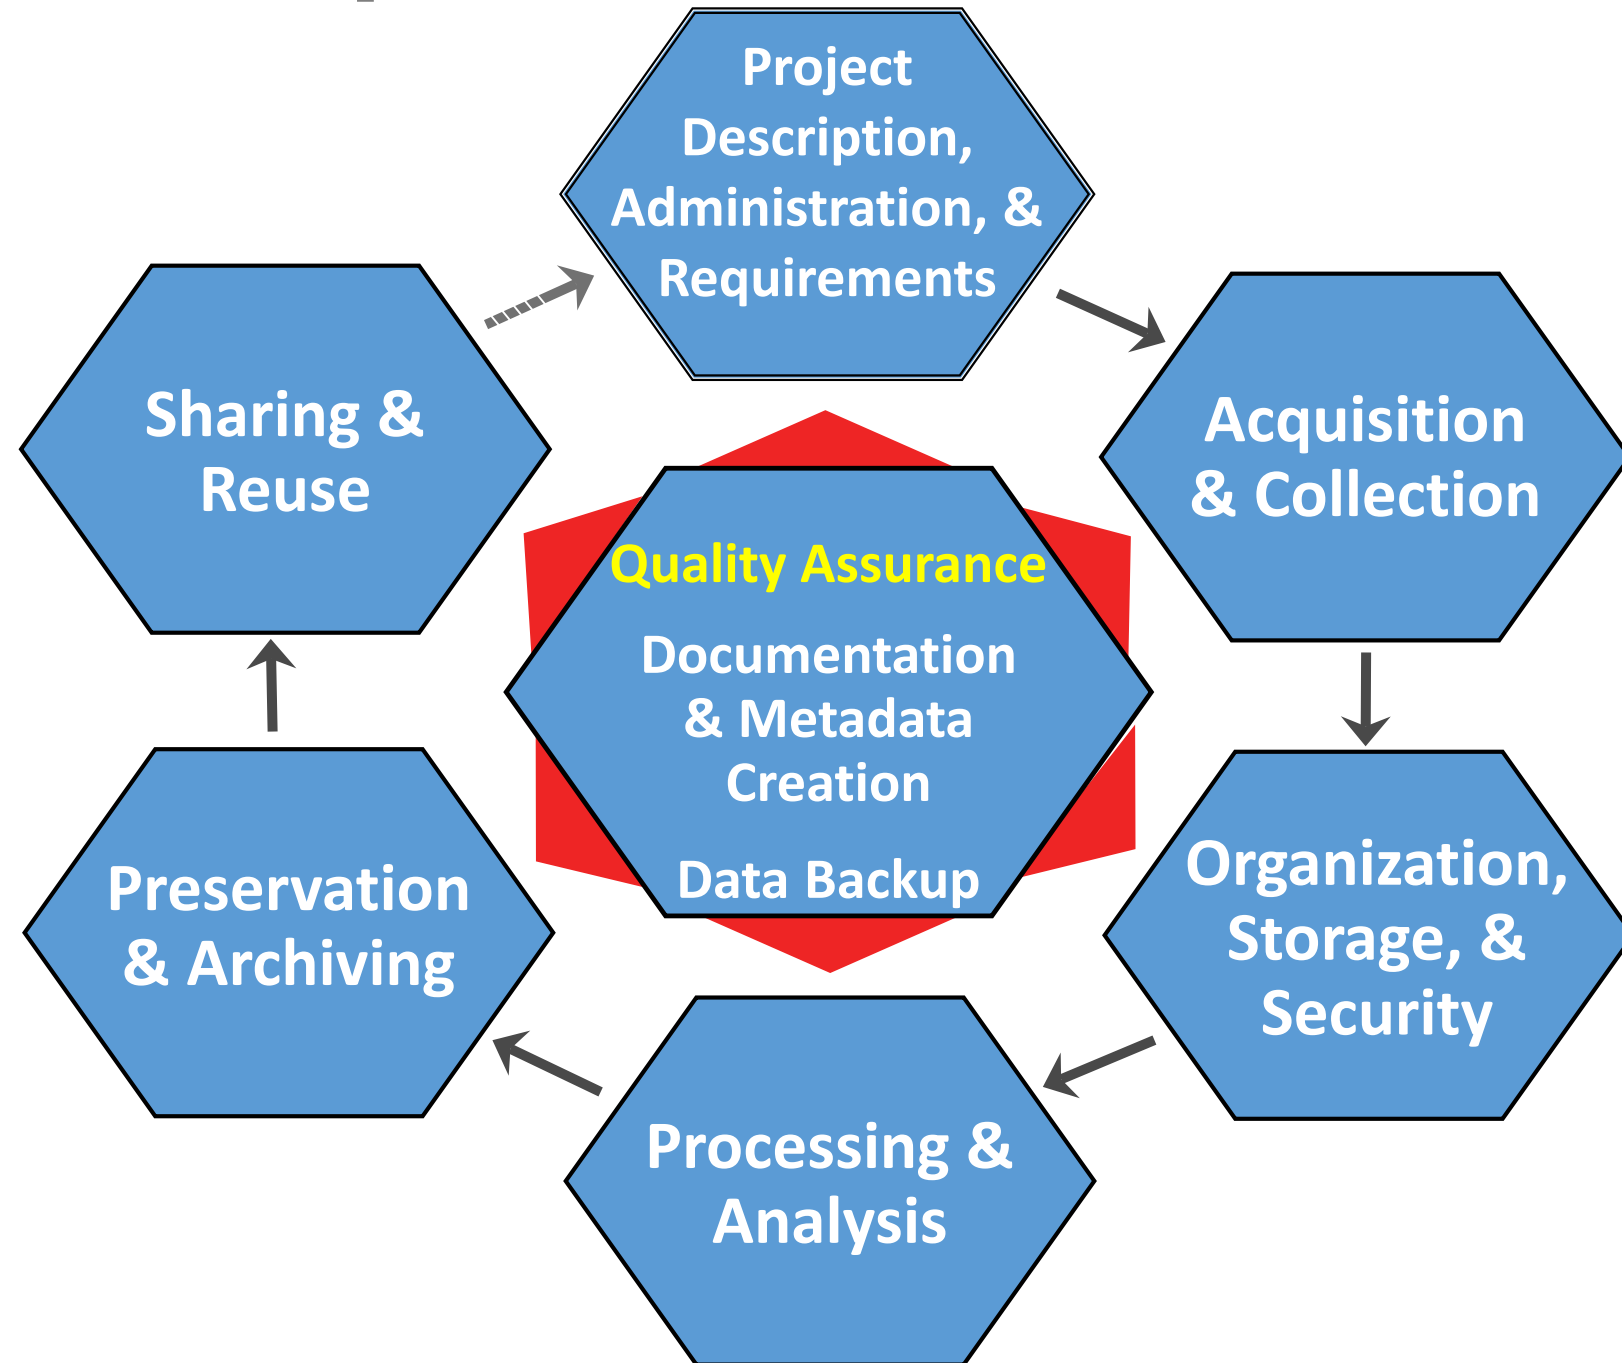 Project
Description,
Administration, &
Requirements
Acquisition
& Collection
Organization,
Storage, &
Security
Processing &
Analysis
Preservation
& Archiving
Sharing &
Reuse
Quality Assurance
Documentation
& Metadata
Creation
Data Backup